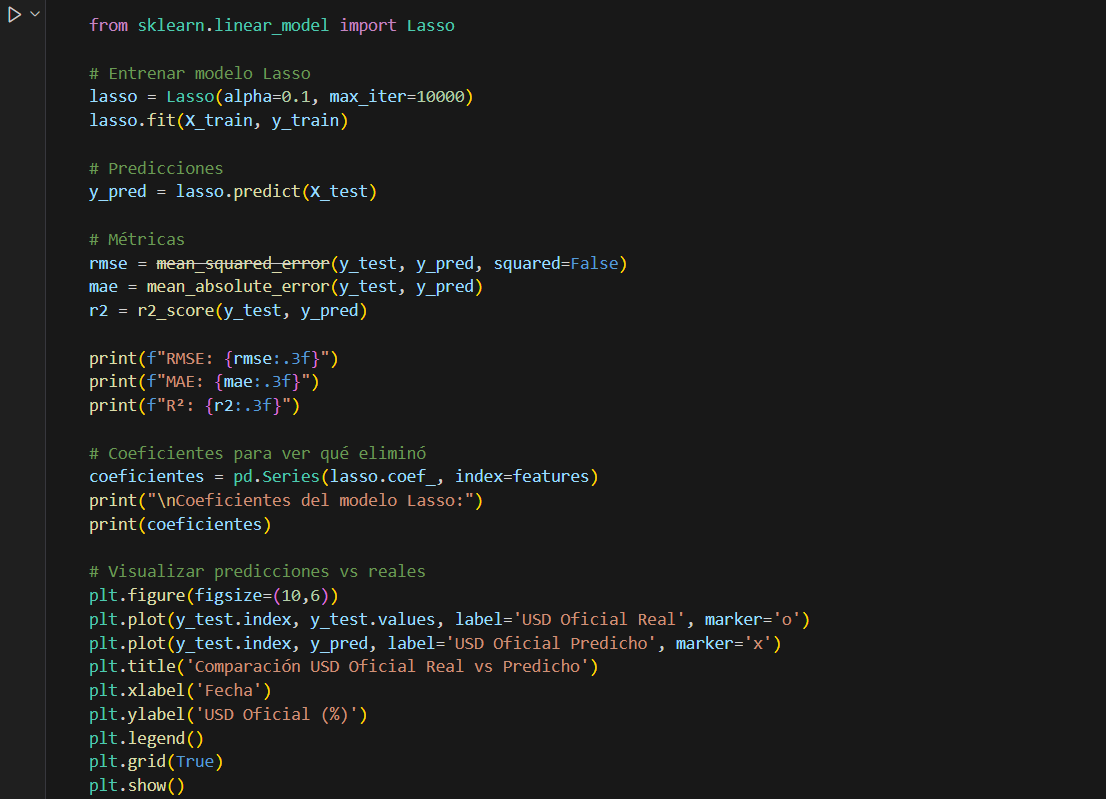 from sklearn.linear_model import Lasso
# Entrenar modelo Lasso
lasso = Lasso(alpha=0.1, max_iter=10000)
lasso.fit(X_train, y_train)
# Predicciones
y_pred = lasso.predict(X_test)
# Métricas
rmse = mean_squared_error(y_test, y_pred, squared=False)
mae = mean_absolute_error(y_test, y_pred)
r2 = r2_score(y_test, y_pred)
print(f"RMSE: {rmse:.3f}")
print(f"MAE: {mae:.3f}")
print(f"R²: {r2:.3f}")
# Coeficientes para ver qué eliminó
coeficientes = pd.Series(lasso.coef_, index=features)
print("\nCoeficientes del modelo Lasso:")
print(coeficientes)
# Visualizar predicciones vs reales
plt.figure(figsize=(10,6))
plt.plot(y_test.index, y_test.values, label='USD Oficial Real', marker='o')
plt.plot(y_test.index, y_pred, label='USD Oficial Predicho', marker='x')
plt.title('Comparación USD Oficial Real vs Predicho')
plt.xlabel('Fecha')
plt.ylabel('USD Oficial (%)')
plt.legend()
plt.grid(True)
plt.show()